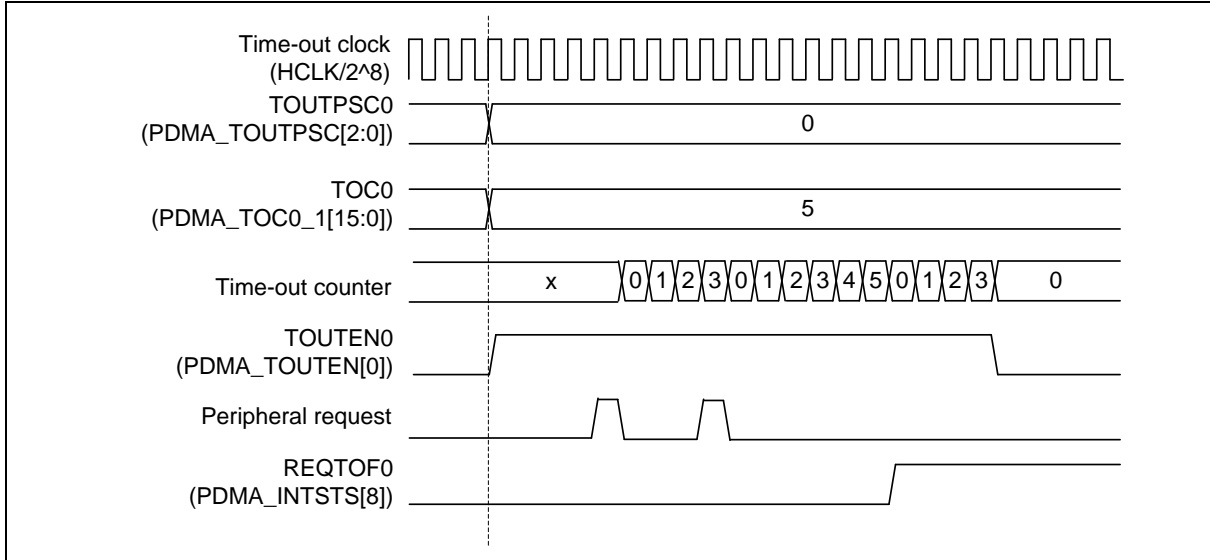 Time-out clock
(HCLK/2^8)
TOUTPSC0
(PDMA_TOUTPSC[2:0])
0
TOC0
(PDMA_TOC0_1[15:0])
5
Time-out counter
x 0 1 2 3 0 1 2 3 4 5 0 1 2 3 0
TOUTEN0
(PDMA_TOUTEN[0])
Peripheral request
REQTOF0
(PDMA_INTSTS[8])